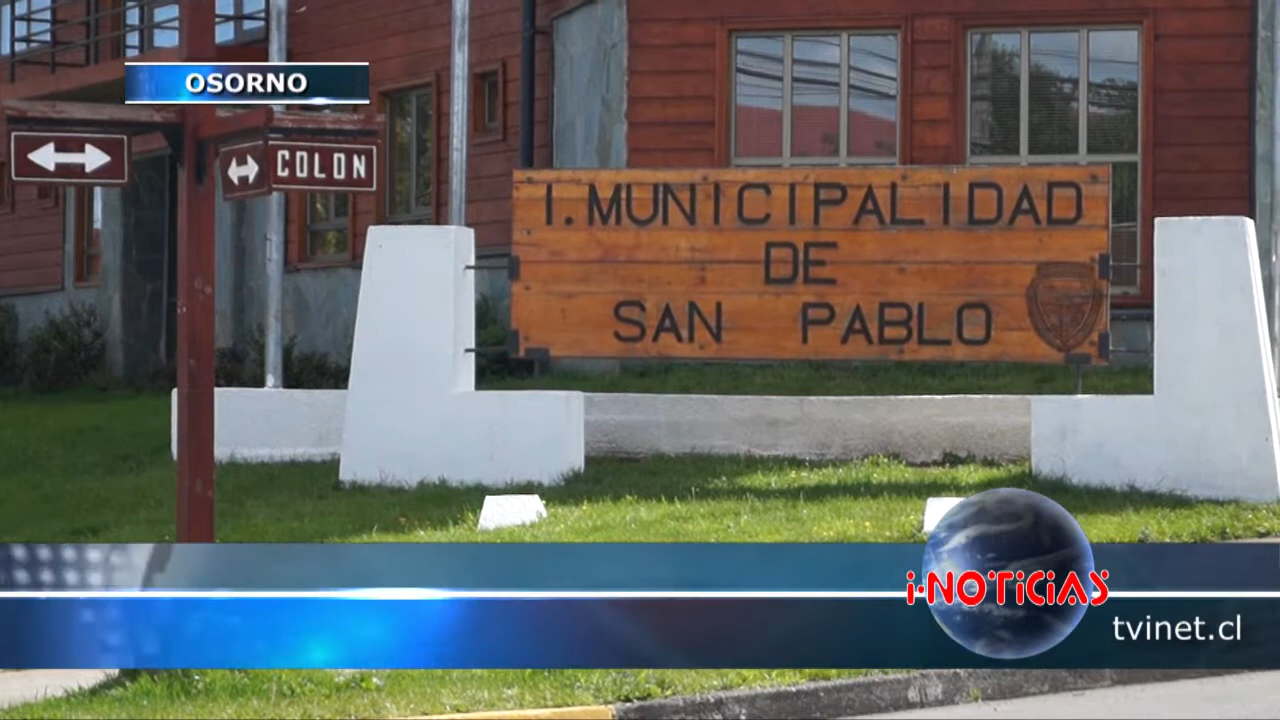 OSORNO
COLON
I. MUNICIPALIDAD
DE
SAN PABLO
i-NOTiCiAS
tvinet.cl